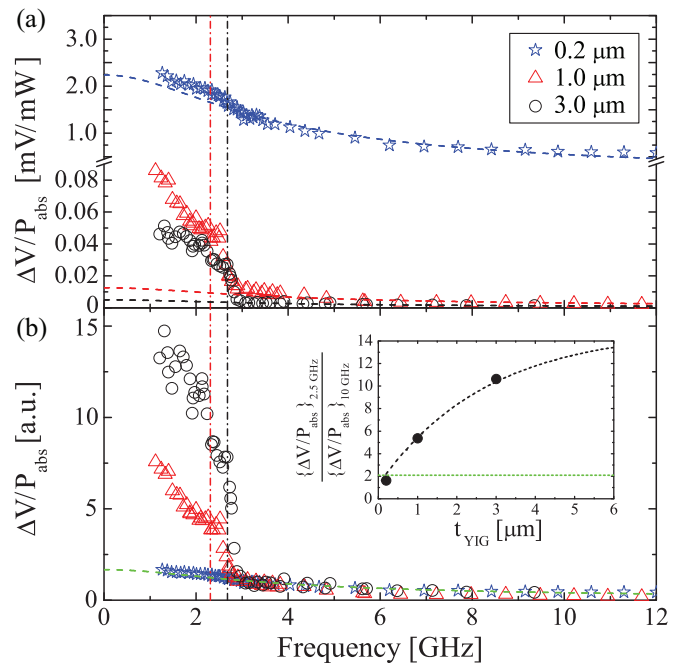 (a)
3.0
2.0
1.0
0.08
0.06
0.04
0.02
0
ΔV/P_abs [mV/mW]
0.2 μm
1.0 μm
3.0 μm
(b)
15
10
5
0
ΔV/P_abs [a.u.]
0 2 4 6 8 10 12
Frequency [GHz]
14
12
10
8
6
4
2
0
{ΔV/P_abs}_2.5 GHz
{ΔV/P_abs}_10 GHz
0 1 2 3 4 5 6
t_YIG [μm]